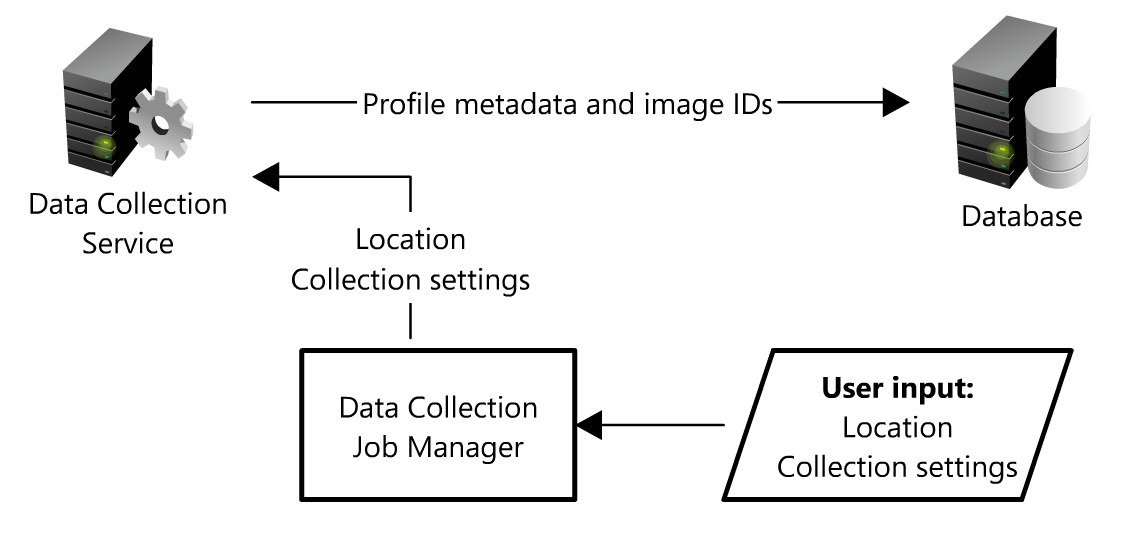 Profile metadata and image IDs
Data Collection
Service
Database
Location
Collection settings
Data Collection
Job Manager
User input:
Location
Collection settings